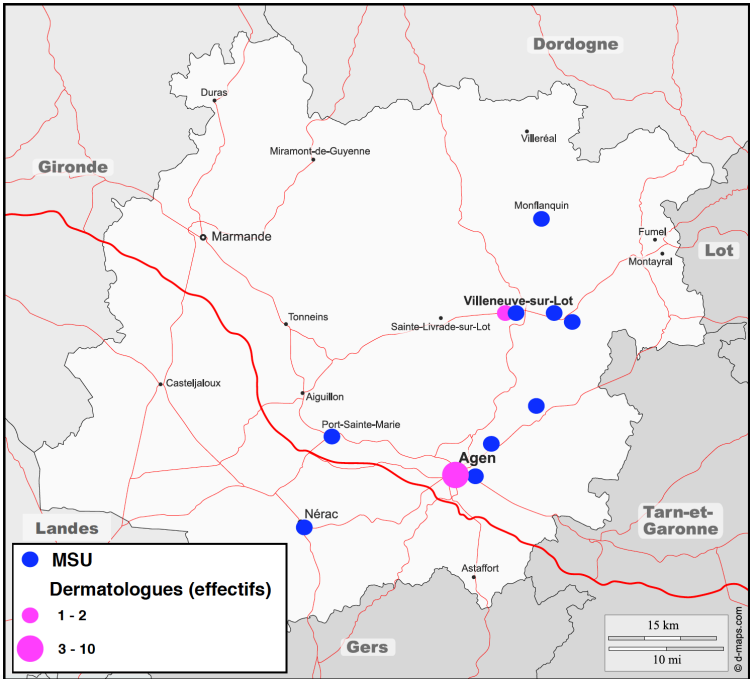 Dordogne
Duras
Villeréal
Miramont-de-Guyenne
Gironde
Monflanquin
Fumel
Marmande
Lot
Montayral
Villeneuve-sur-Lot
Tonneins
Sainte-Livrade-sur-Lot
Casteljaloux
Aiguillon
Port-Sainte-Marie
Agen
Nérac
Tarn-et-
Garonne
Landes
MSU
Astaffort
Dermatologues (effectifs)
1 - 2
3 - 10
Gers
15 km
10 mi
© d-maps.com